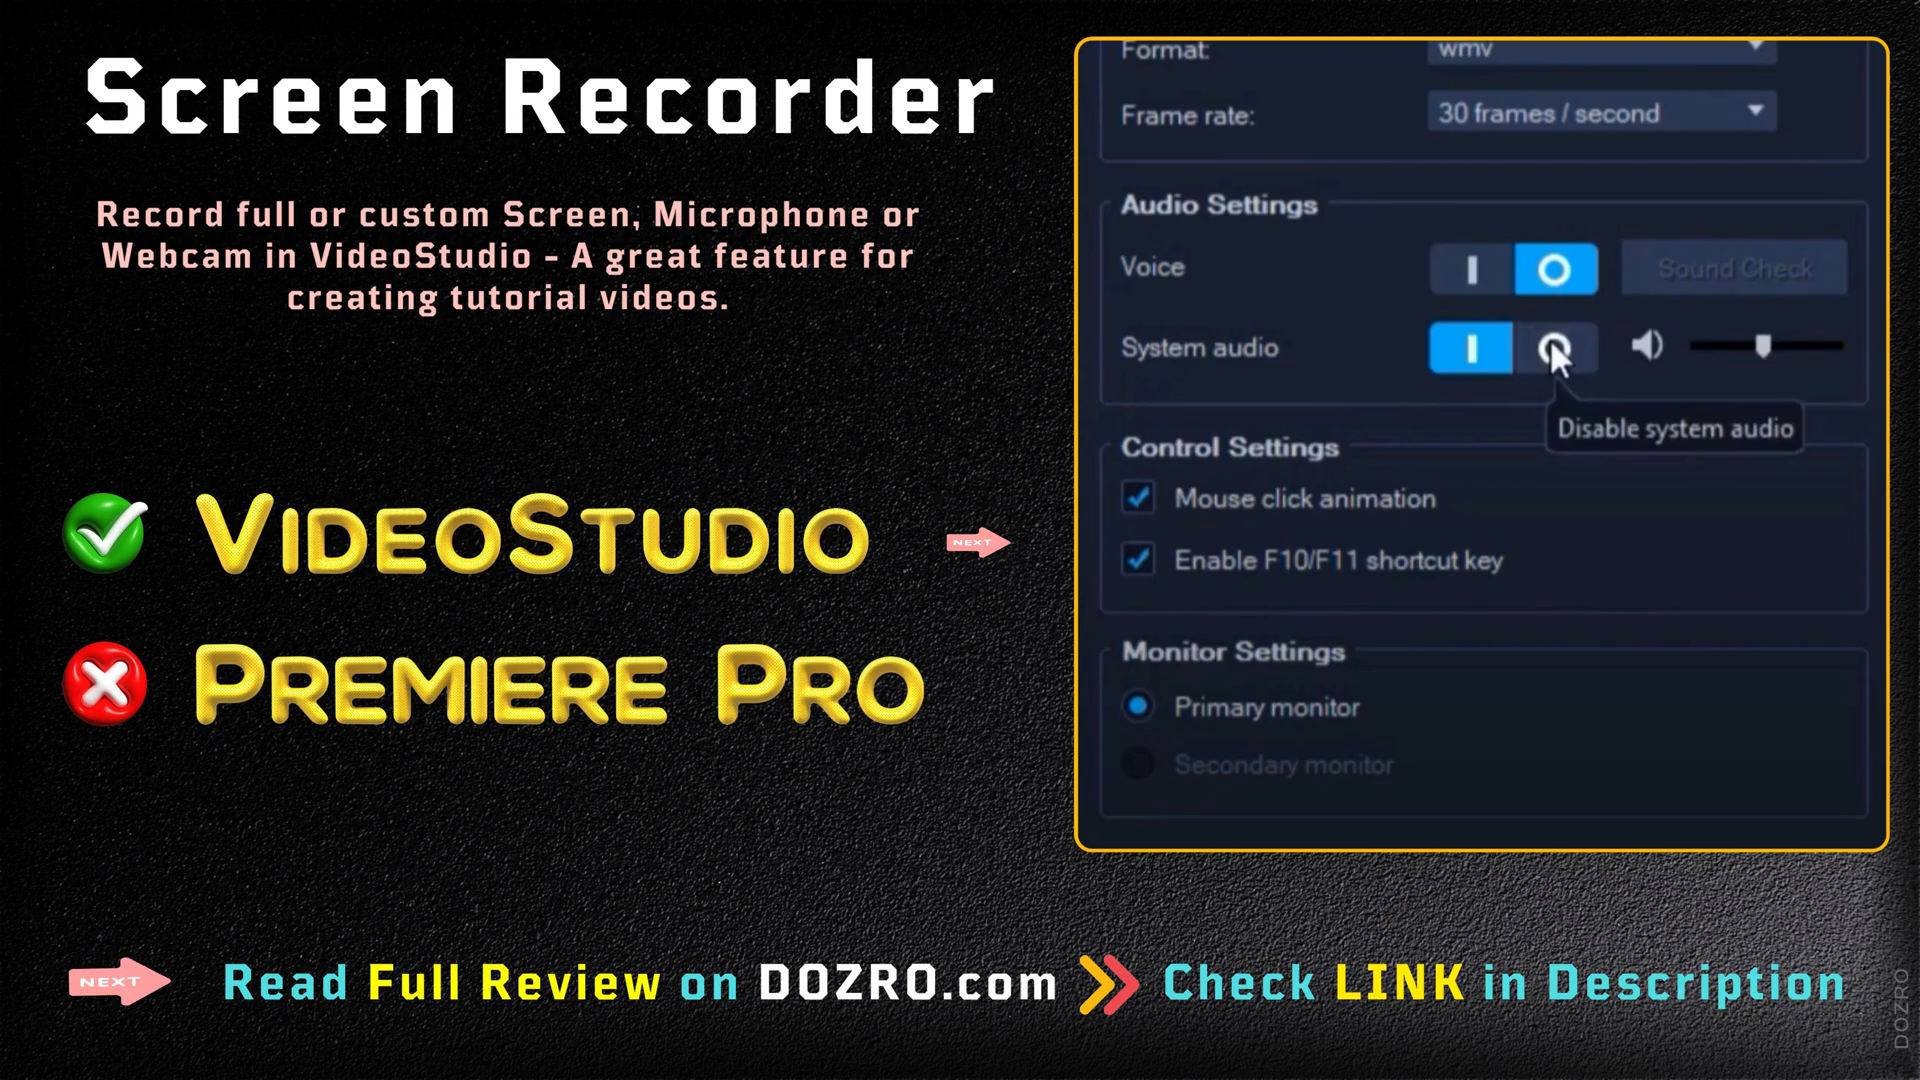 Screen Recorder
Record full or custom Screen, Microphone or
Webcam in VideoStudio - A great feature for
creating tutorial videos.
VIDEOSTUDIO
NEXT
PREMIERE PRO
Format:
wmv
Frame rate:
30 frames / second
Audio Settings
Voice
Sound Check
System audio
Disable system audio
Control Settings
Mouse click animation
Enable F10/F11 shortcut key
Monitor Settings
Primary monitor
Secondary monitor
NEXT
Read Full Review on DOZRO.com
Check LINK in Description
DOZRO